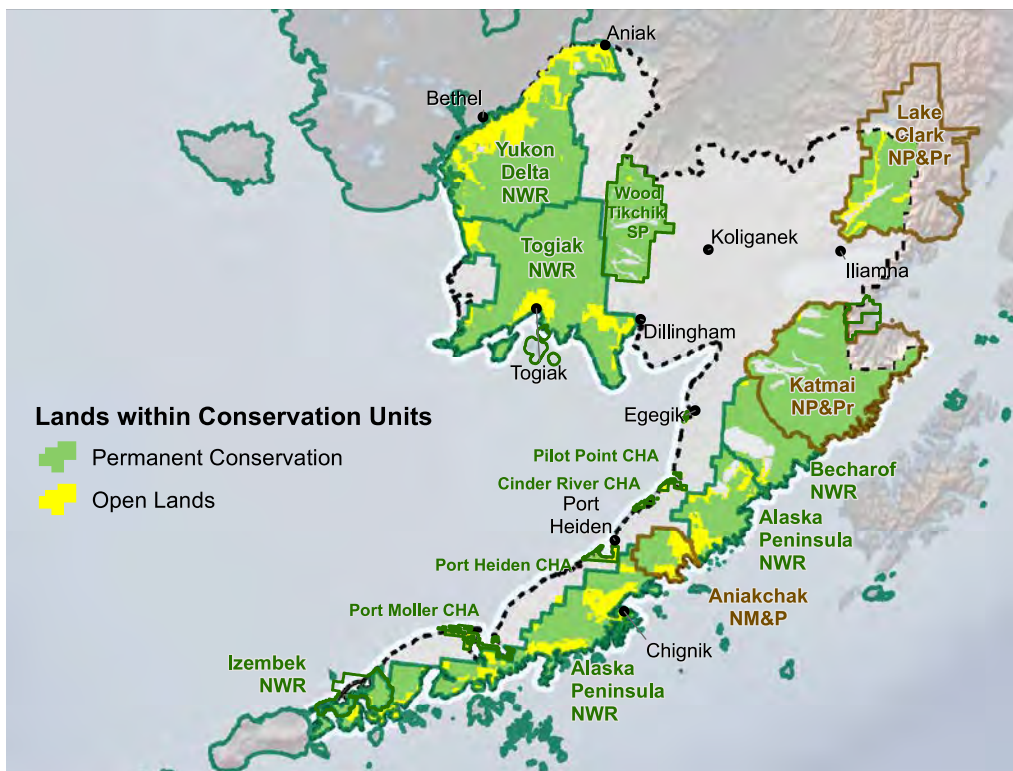 Aniak
Bethel
Lake
Clark
NP&Pr
Yukon
Delta
NWR
Wood
Tikchik
SP
Togiak
NWR
Koliganek
Iliamna
Dillingham
Togiak
Katmai
NP&Pr
Egegik
Lands within Conservation Units
Permanent Conservation
Open Lands
Pilot Point CHA
Cinder River CHA
Becharof
NWR
Port
Heiden
Alaska
Peninsula
NWR
Port Heiden CHA
Aniakchak
NM&P
Port Moller CHA
Chignik
Izembek
NWR
Alaska
Peninsula
NWR